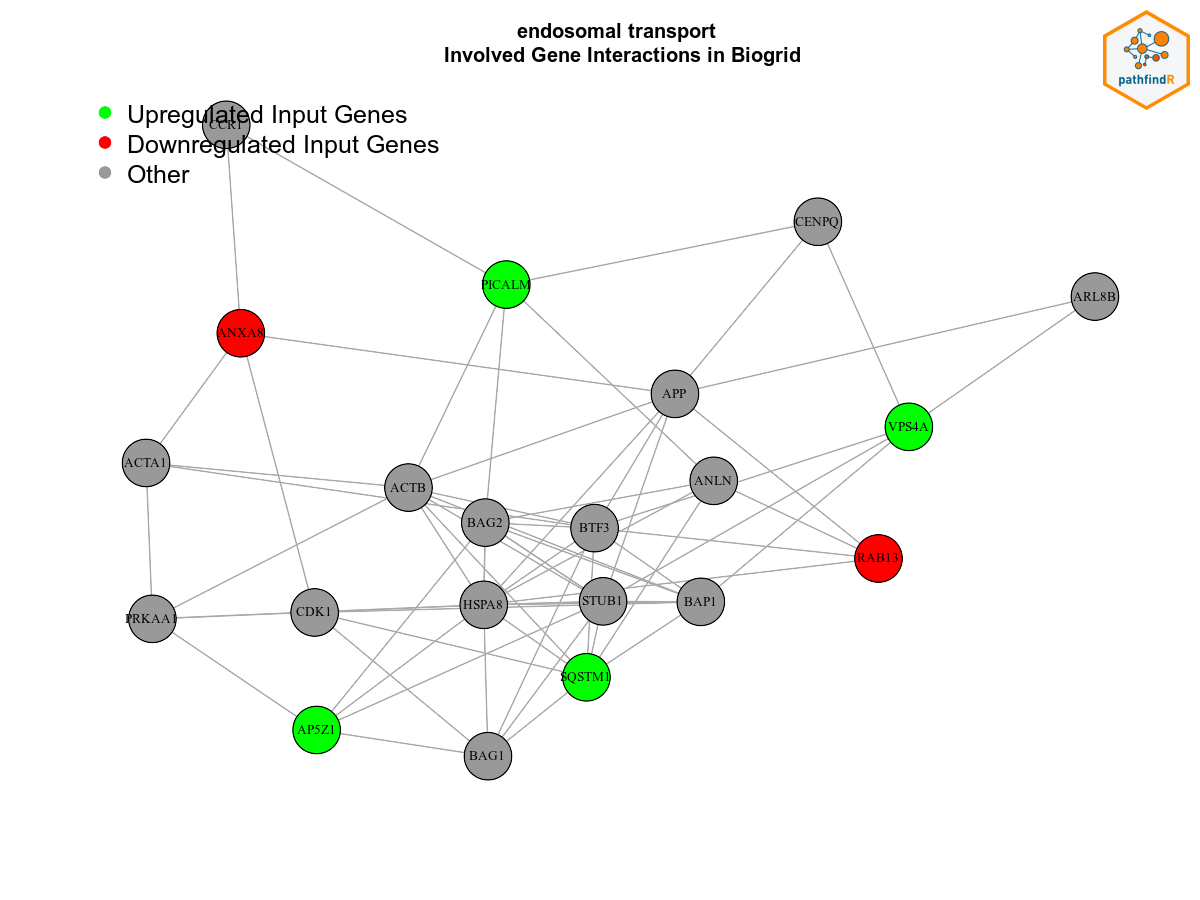 endosomal transport
Involved Gene Interactions in Biogrid
pathfindR
Upregulated Input Genes
CCR1
Downregulated Input Genes
Other
CENPQ
PICALM
ARL8B
ANXA8
APP
VPS4A
ACTA1
ANLN
ACTB
BAG2
BTF3
RAB13
STUB1
BAP1
HSPA8
CDK1
PRKAA1
SQSTM1
AP5Z1
BAG1